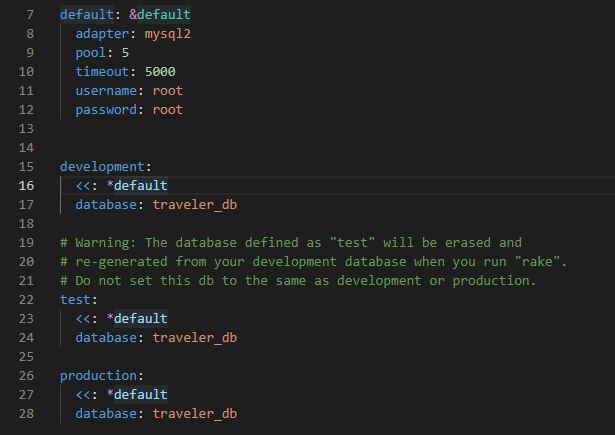 7 default: &default
8 adapter: mysql2
9 pool: 5
10 timeout: 5000
11 username: root
12 password: root
13
14
15 development:
16 <<: *default
17 database: traveler_db
18
19 # Warning: The database defined as "test" will be erased and
20 # re-generated from your development database when you run "rake".
21 # Do not set this db to the same as development or production.
22 test:
23 <<: *default
24 database: traveler_db
25
26 production:
27 <<: *default
28 database: traveler_db